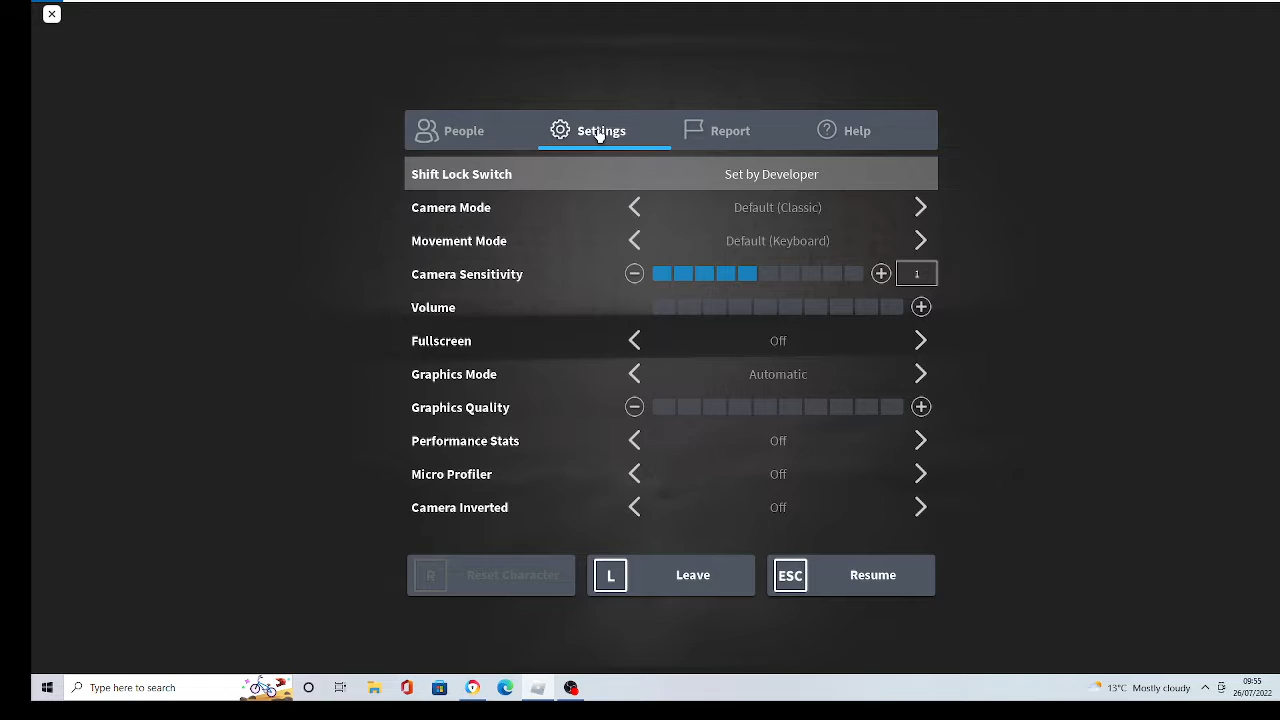 People Settings Report Help
Shift Lock Switch Set by Developer
Camera Mode Default (Classic)
Movement Mode Default (Keyboard)
Camera Sensitivity 1
Volume
Fullscreen Off
Graphics Mode Automatic
Graphics Quality
Performance Stats Off
Micro Profiler Off
Camera Inverted Off
R Reset Character L Leave ESC Resume
Type here to search 13°C Mostly cloudy 09:55
26/07/2022